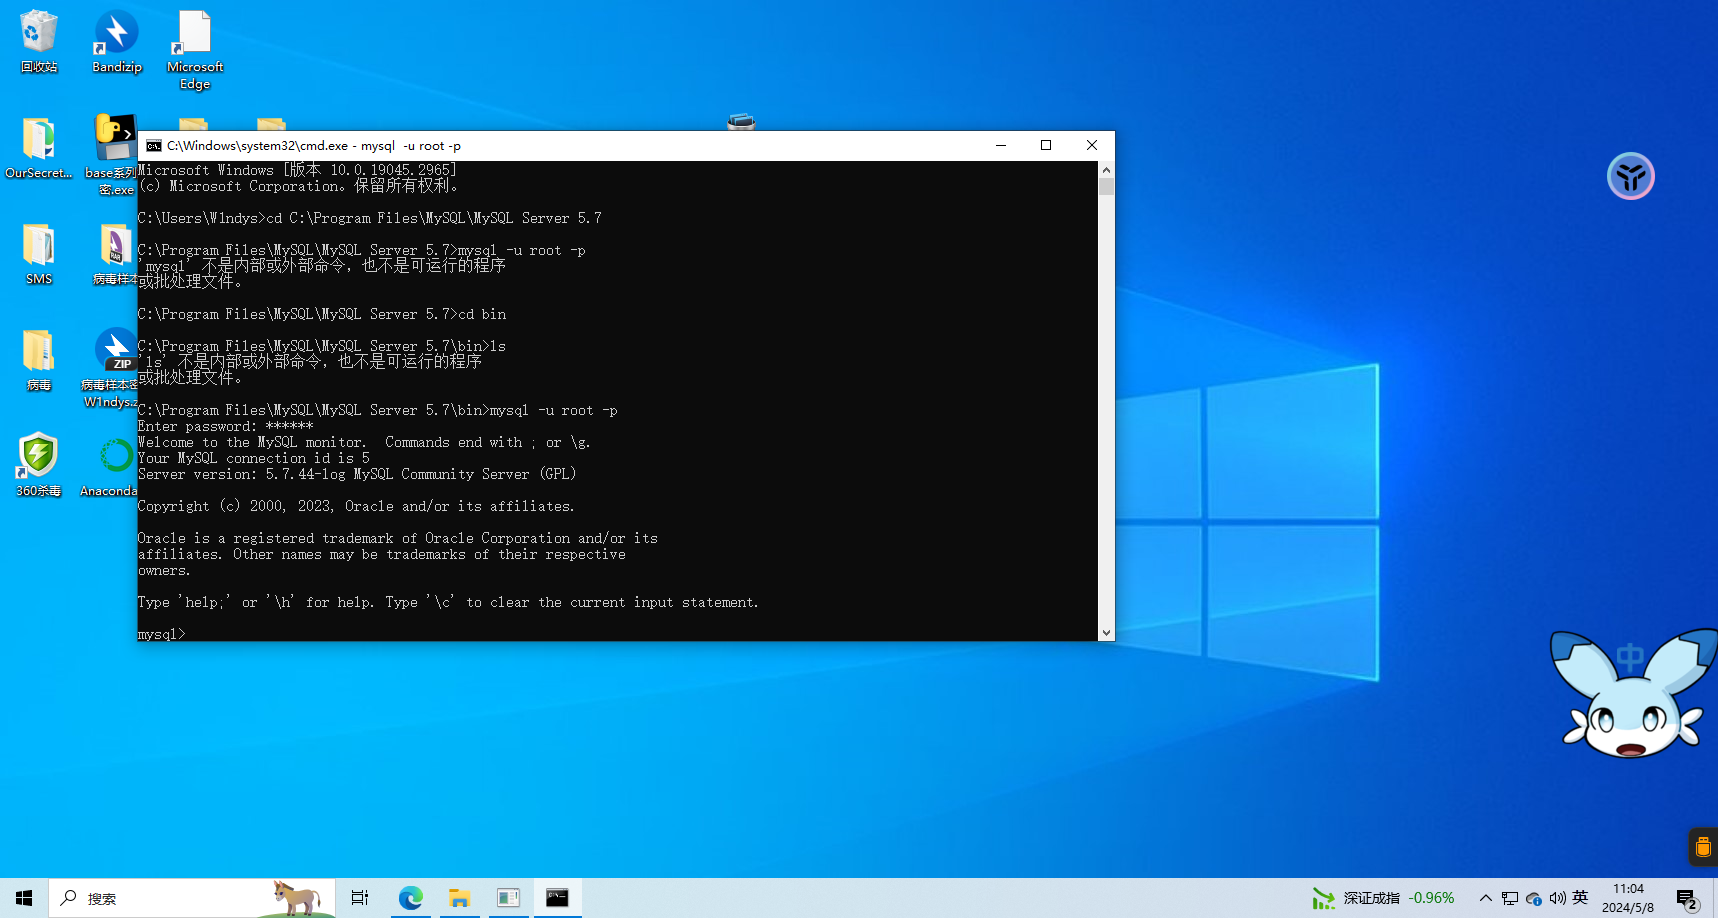 回收站
Bandizip
Microsoft
Edge
OurSecret...
base系列
密.exe
SMS
病毒样本
RAR
病毒
ZIP
病毒样本密
W1ndys.z
360杀毒
Anaconda
C:\Windows\system32\cmd.exe - mysql  -u root -p
Microsoft Windows [版本 10.0.19045.2965]
(c) Microsoft Corporation。保留所有权利。
C:\Users\W1ndys>cd C:\Program Files\MySQL\MySQL Server 5.7
C:\Program Files\MySQL\MySQL Server 5.7>mysql -u root -p
'mysql' 不是内部或外部命令，也不是可运行的程序
或批处理文件。
C:\Program Files\MySQL\MySQL Server 5.7>cd bin
C:\Program Files\MySQL\MySQL Server 5.7\bin>ls
'ls' 不是内部或外部命令，也不是可运行的程序
或批处理文件。
C:\Program Files\MySQL\MySQL Server 5.7\bin>mysql -u root -p
Enter password: ******
Welcome to the MySQL monitor.  Commands end with ; or \g.
Your MySQL connection id is 5
Server version: 5.7.44-log MySQL Community Server (GPL)
Copyright (c) 2000, 2023, Oracle and/or its affiliates.
Oracle is a registered trademark of Oracle Corporation and/or its
affiliates. Other names may be trademarks of their respective
owners.
Type 'help;' or '\h' for help. Type '\c' to clear the current input statement.
mysql>
中
搜索
深证成指 -0.96%
英
11:04
2024/5/8
2